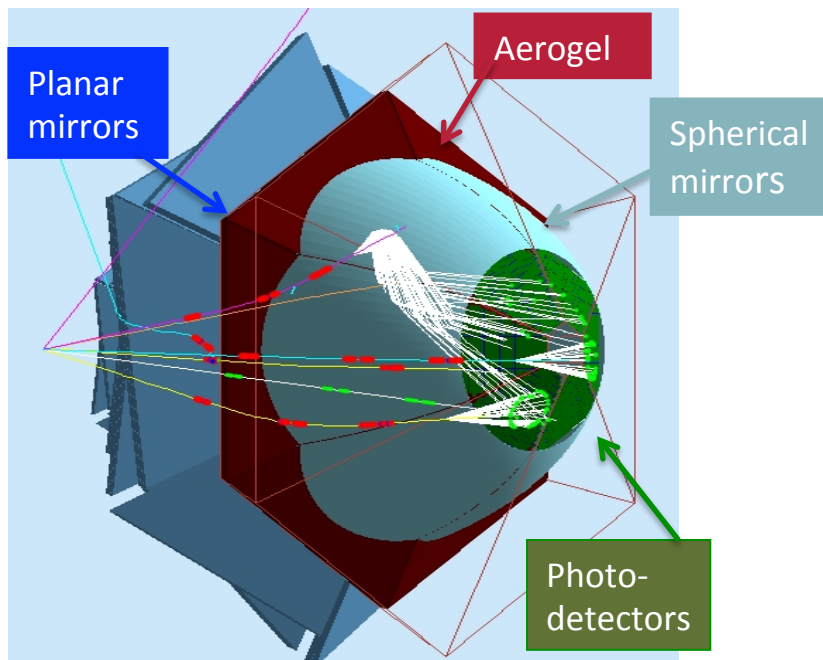 Aerogel
Planar
mirrors
Spherical
mirrors
Photo-
detectors